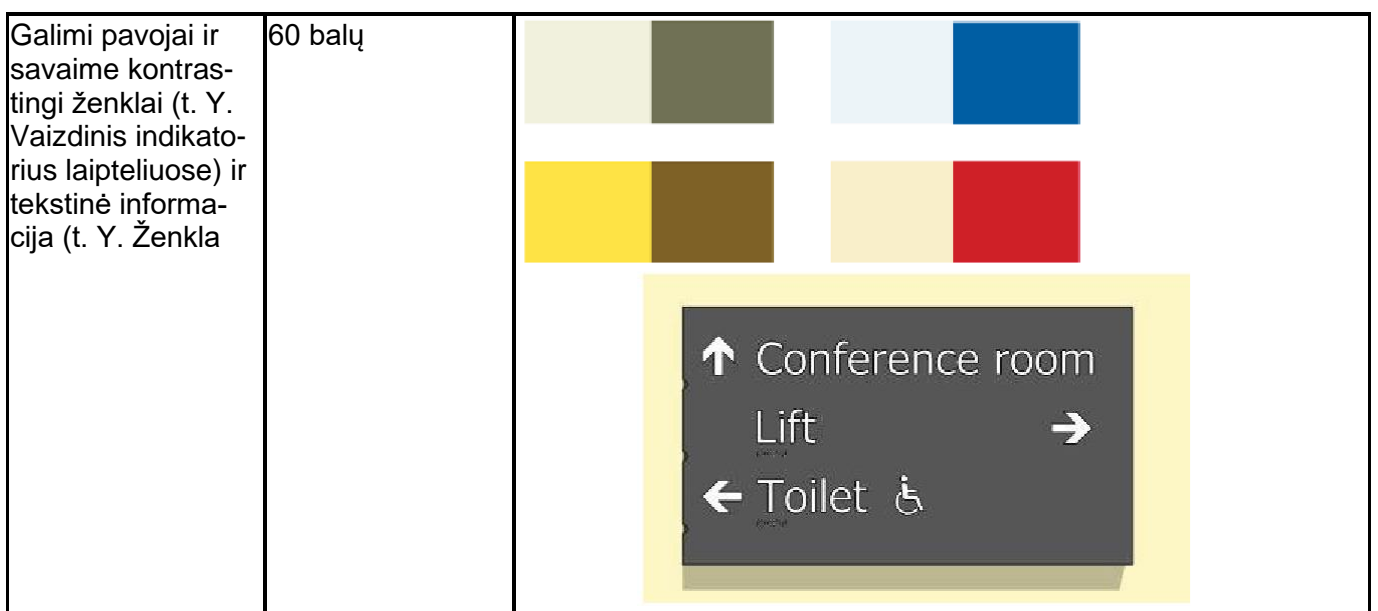 Galimi pavojai ir
savaime kontras-
tingi ženklai (t. Y.
Vaizdinis indikato-
rius laipteliuose) ir
tekstinė informa-
cija (t. Y. Ženkla
60 balų
Conference room
Lift
Toilet